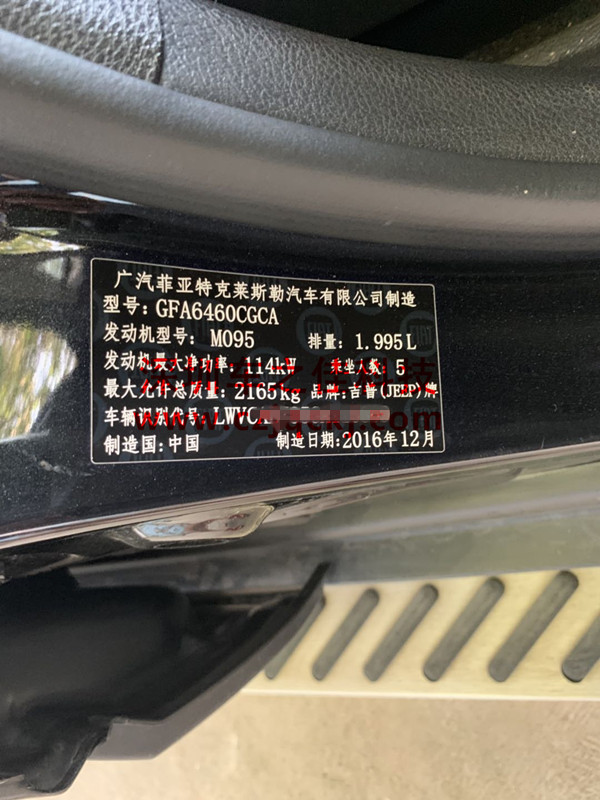 广汽菲亚特克莱斯勒汽车有限公司制造
型号:GFA6460CGCA
发动机型号: M095 排量: 1.995L
发动机最大净功率:114kW 乘坐人数: 5
最大允许总质量: 2165kg 品牌:吉普(JEEP)牌
车辆识别代号: LWVC
制造国:中国 制造日期:2016年12月